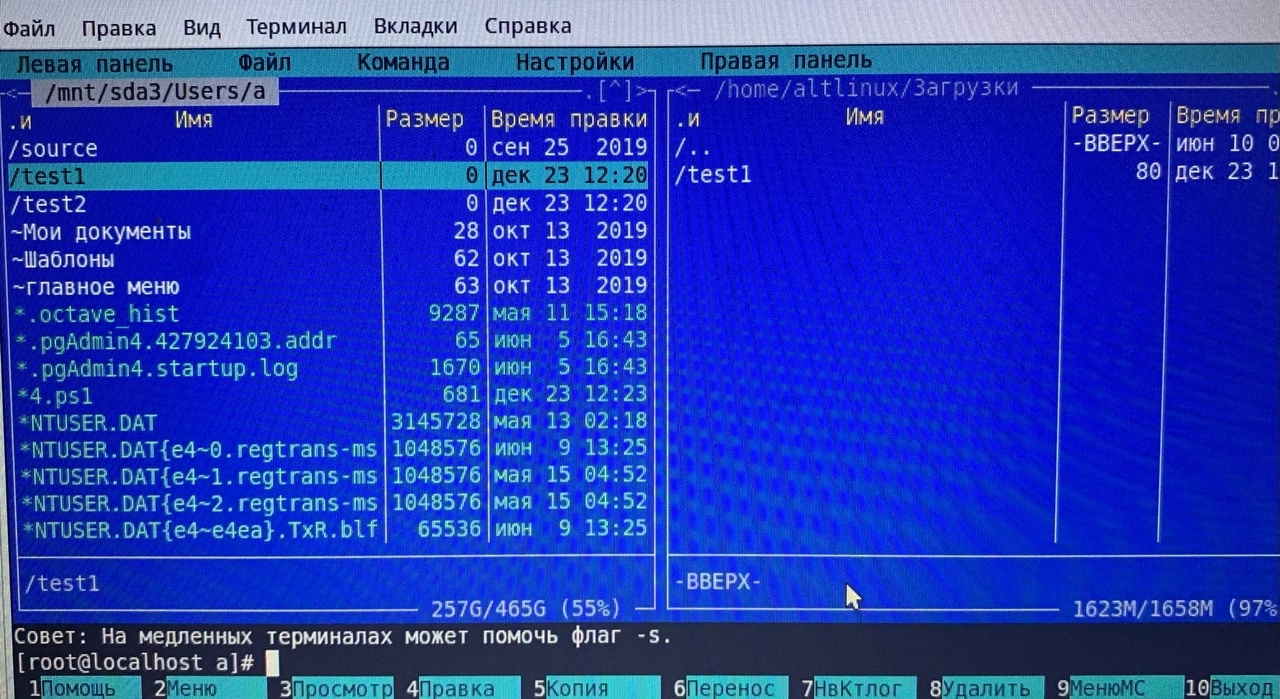 Файл Правка Вид Терминал Вкладки Справка
Левая панель Файл Команда Настройки Правая панель
<— /mnt/sda3/Users/a .[^]> <— /home/altlinux/Загрузки
.и Имя Размер Время правки .и Имя Размер Время пр
/source 0 сен 25 2019 /.. -ВВЕРХ- июн 10 0
/test1 0 дек 23 12:20 /test1 80 дек 23 1
/test2 0 дек 23 12:20
~Мои документы 28 окт 13 2019
~Шаблоны 62 окт 13 2019
~главное меню 63 окт 13 2019
*.octave_hist 9287 мая 11 15:18
*.pgAdmin4.427924103.addr 65 июн 5 16:43
*.pgAdmin4.startup.log 1670 июн 5 16:43
*4.ps1 681 дек 23 12:23
*NTUSER.DAT 3145728 мая 13 02:18
*NTUSER.DAT{e4~0.regtrans-ms 1048576 июн 9 13:25
*NTUSER.DAT{e4~1.regtrans-ms 1048576 мая 15 04:52
*NTUSER.DAT{e4~2.regtrans-ms 1048576 мая 15 04:52
*NTUSER.DAT{e4~e4ea}.TxR.blf 65536 июн 9 13:25
/test1 -ВВЕРХ-
257G/465G (55%) 1623M/1658M (97%
Совет: На медленных терминалах может помочь флаг -s.
[root@localhost a]#
1Помощь 2Меню 3Просмотр 4Правка 5Копия 6Перенос 7НвКтлог 8Удалить 9МенюMC 10Выход